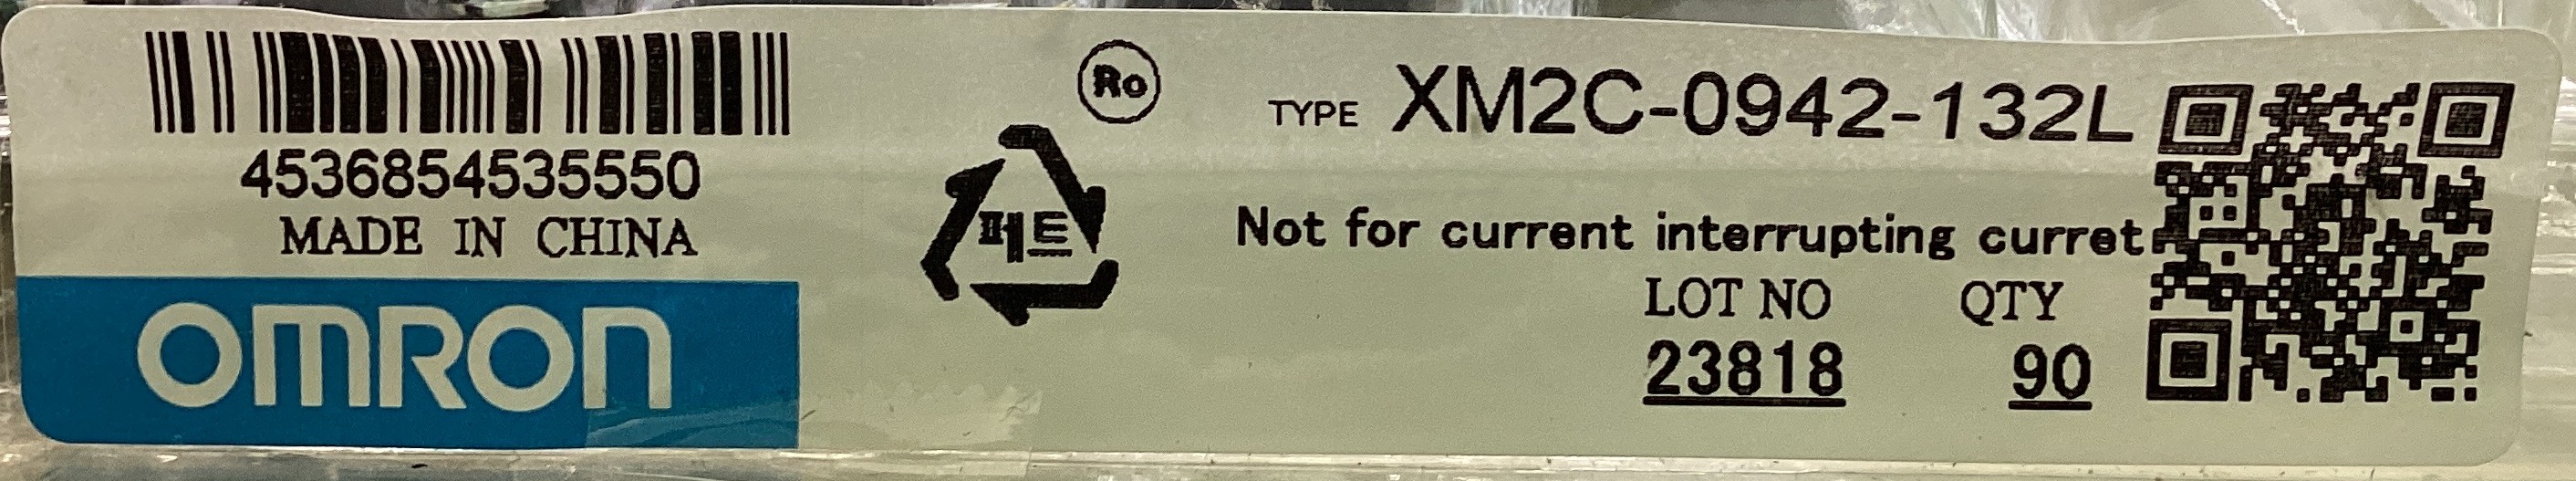 4536854535550
MADE IN CHINA
OMRON
Ro
페트
TYPE XM2C-0942-132L
Not for current interrupting curret
LOT NO QTY
23818 90